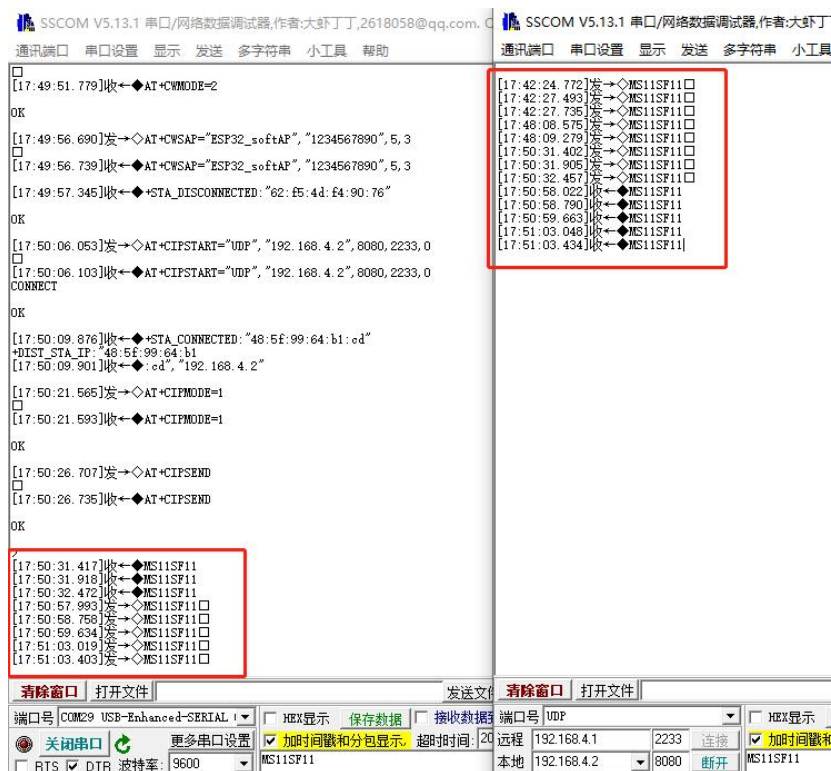 SSCOM V5.13.1 串口/网络数据调试器,作者:大虾丁丁,2618058@qq.com.
通讯端口 串口设置 显示 发送 多字符串 小工具 帮助
[17:49:51.779]收←◆AT+CWMODE=2
OK
[17:49:56.690]发→◇AT+CWSAP="ESP32_softAP","1234567890",5,3
□
[17:49:56.739]收←◆AT+CWSAP="ESP32_softAP","1234567890",5,3
[17:49:57.345]收←◆+STA_DISCONNECTED:"62:f5:4d:f4:90:76"
OK
[17:50:06.053]发→◇AT+CIPSTART="UDP","192.168.4.2",8080,2233,0
□
[17:50:06.103]收←◆AT+CIPSTART="UDP","192.168.4.2",8080,2233,0
CONNECT
OK
[17:50:09.876]收←◆+STA_CONNECTED:"48:5f:99:64:b1:cd"
+DIST_STA_IP:"48:5f:99:64:b1
[17:50:09.901]收←◆:cd","192.168.4.2"
[17:50:21.565]发→◇AT+CIPMODE=1
□
[17:50:21.593]收←◆AT+CIPMODE=1
OK
[17:50:26.707]发→◇AT+CIPSEND
□
[17:50:26.735]收←◆AT+CIPSEND
OK
[17:50:31.417]收←◆MS11SF11
[17:50:31.918]收←◆MS11SF11
[17:50:32.472]收←◆MS11SF11
[17:50:57.993]发→◇MS11SF11□
[17:50:58.758]发→◇MS11SF11□
[17:50:59.634]发→◇MS11SF11□
[17:51:03.019]发→◇MS11SF11□
[17:51:03.403]发→◇MS11SF11□
清除窗口 打开文件 发送文
端口号 COM29 USB-Enhanced-SERIAL HEX显示 保存数据 接收数据
关闭串口 更多串口设置 加时间戳和分包显示, 超时时间: 20
RTS DTR 波特率: 9600 MS11SF11
SSCOM V5.13.1 串口/网络数据调试器,作者:大虾丁
通讯端口 串口设置 显示 发送 多字符串 小工具
[17:42:24.772]发→◇MS11SF11□
[17:42:27.493]发→◇MS11SF11□
[17:42:27.735]发→◇MS11SF11□
[17:48:08.575]发→◇MS11SF11□
[17:48:09.279]发→◇MS11SF11□
[17:50:31.402]发→◇MS11SF11□
[17:50:31.905]发→◇MS11SF11□
[17:50:32.457]发→◇MS11SF11□
[17:50:58.022]收←◆MS11SF11
[17:50:58.790]收←◆MS11SF11
[17:50:59.663]收←◆MS11SF11
[17:51:03.048]收←◆MS11SF11
[17:51:03.434]收←◆MS11SF11
清除窗口 打开文件
端口号 UDP HEX显示
远程 192.168.4.1 2233 连接 加时间戳和
本地 192.168.4.2 8080 断开 MS11SF11